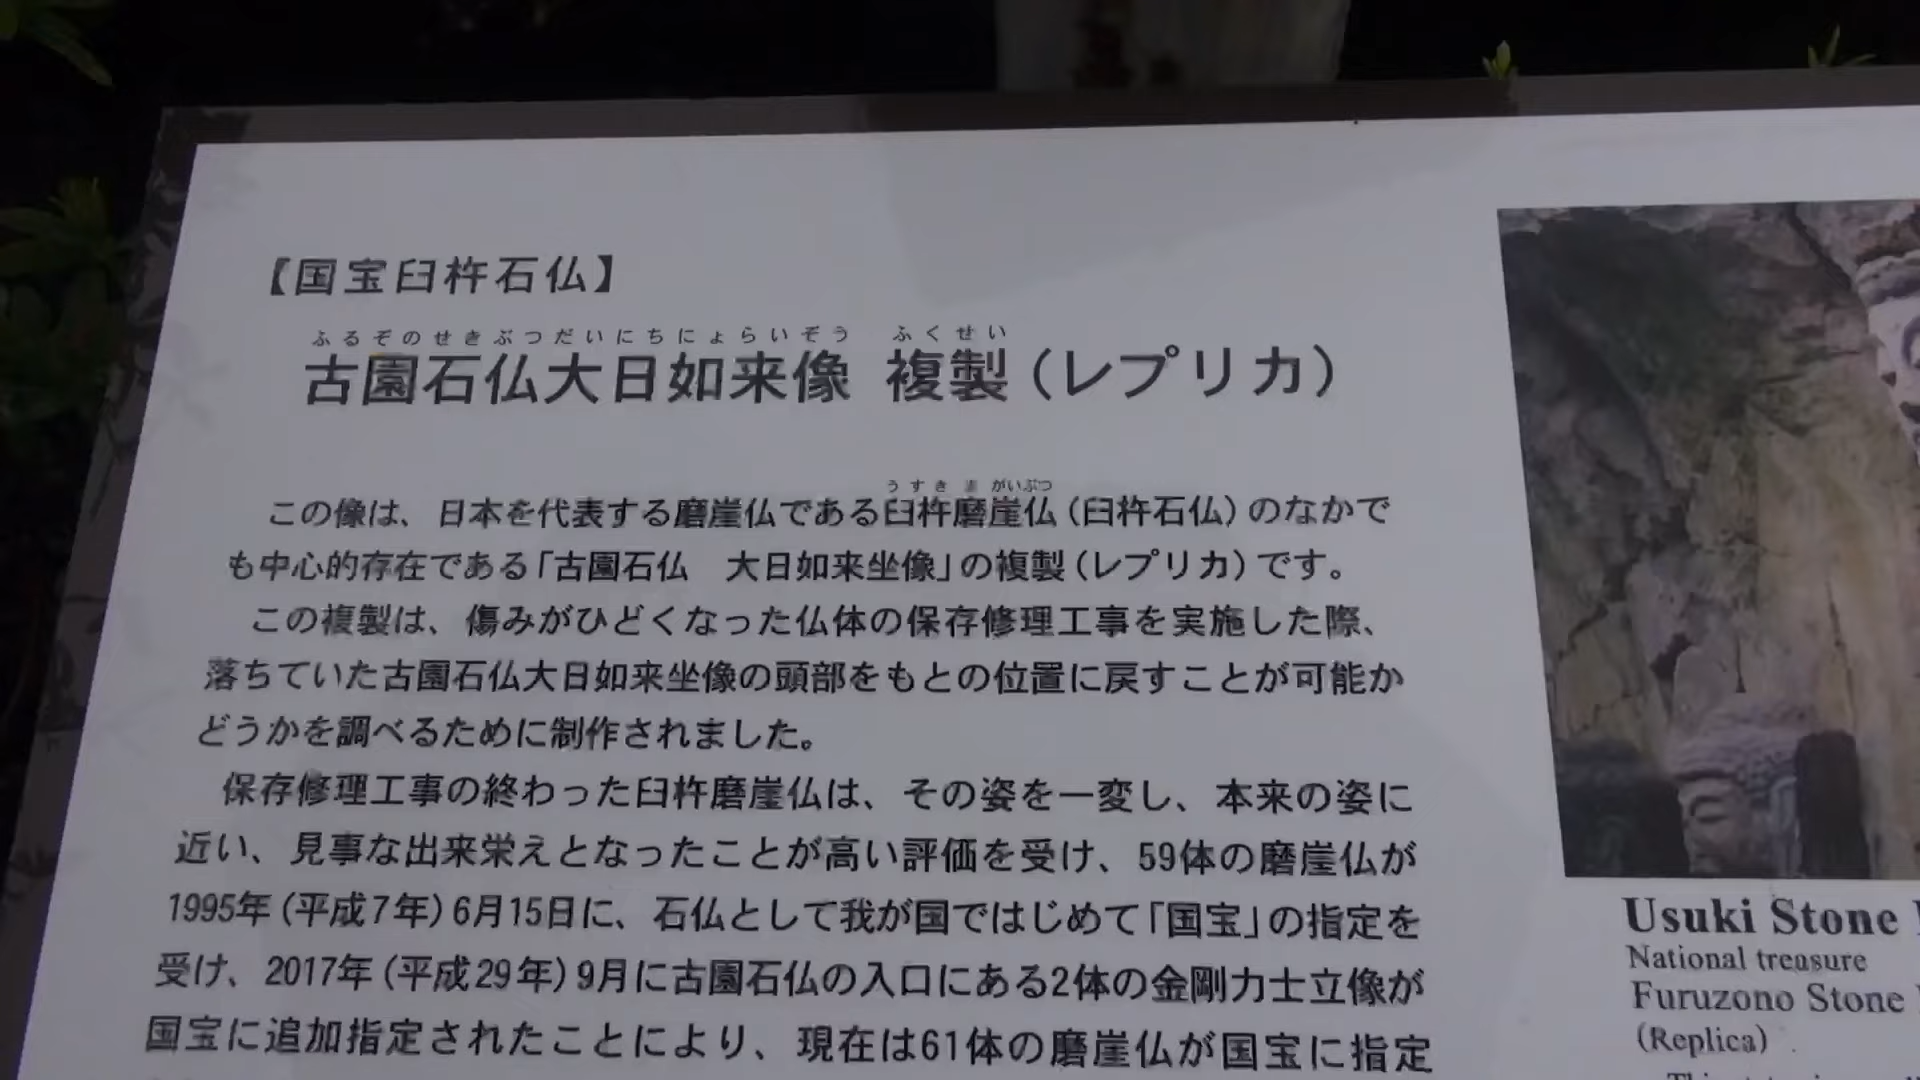 【国宝臼杵石仏】
ふるぞのせきぶつだいにちにょらいぞう ふくせい
古園石仏大日如来像 複製(レプリカ)
うすき まがいぶつ
この像は、日本を代表する磨崖仏である臼杵磨崖仏(臼杵石仏)のなかで
も中心的存在である「古園石仏 大日如来坐像」の複製(レプリカ)です。
この複製は、傷みがひどくなった仏体の保存修理工事を実施した際、
落ちていた古園石仏大日如来坐像の頭部をもとの位置に戻すことが可能か
どうかを調べるために制作されました。
保存修理工事の終わった臼杵磨崖仏は、その姿を一変し、本来の姿に
近い、見事な出来栄えとなったことが高い評価を受け、59体の磨崖仏が
1995年(平成7年)6月15日に、石仏として我が国ではじめて「国宝」の指定を
受け、2017年(平成29年)9月に古園石仏の入口にある2体の金剛力士立像が
国宝に追加指定されたことにより、現在は61体の磨崖仏が国宝に指定
Usuki Stone
National treasure
Furuzono Stone
(Replica)